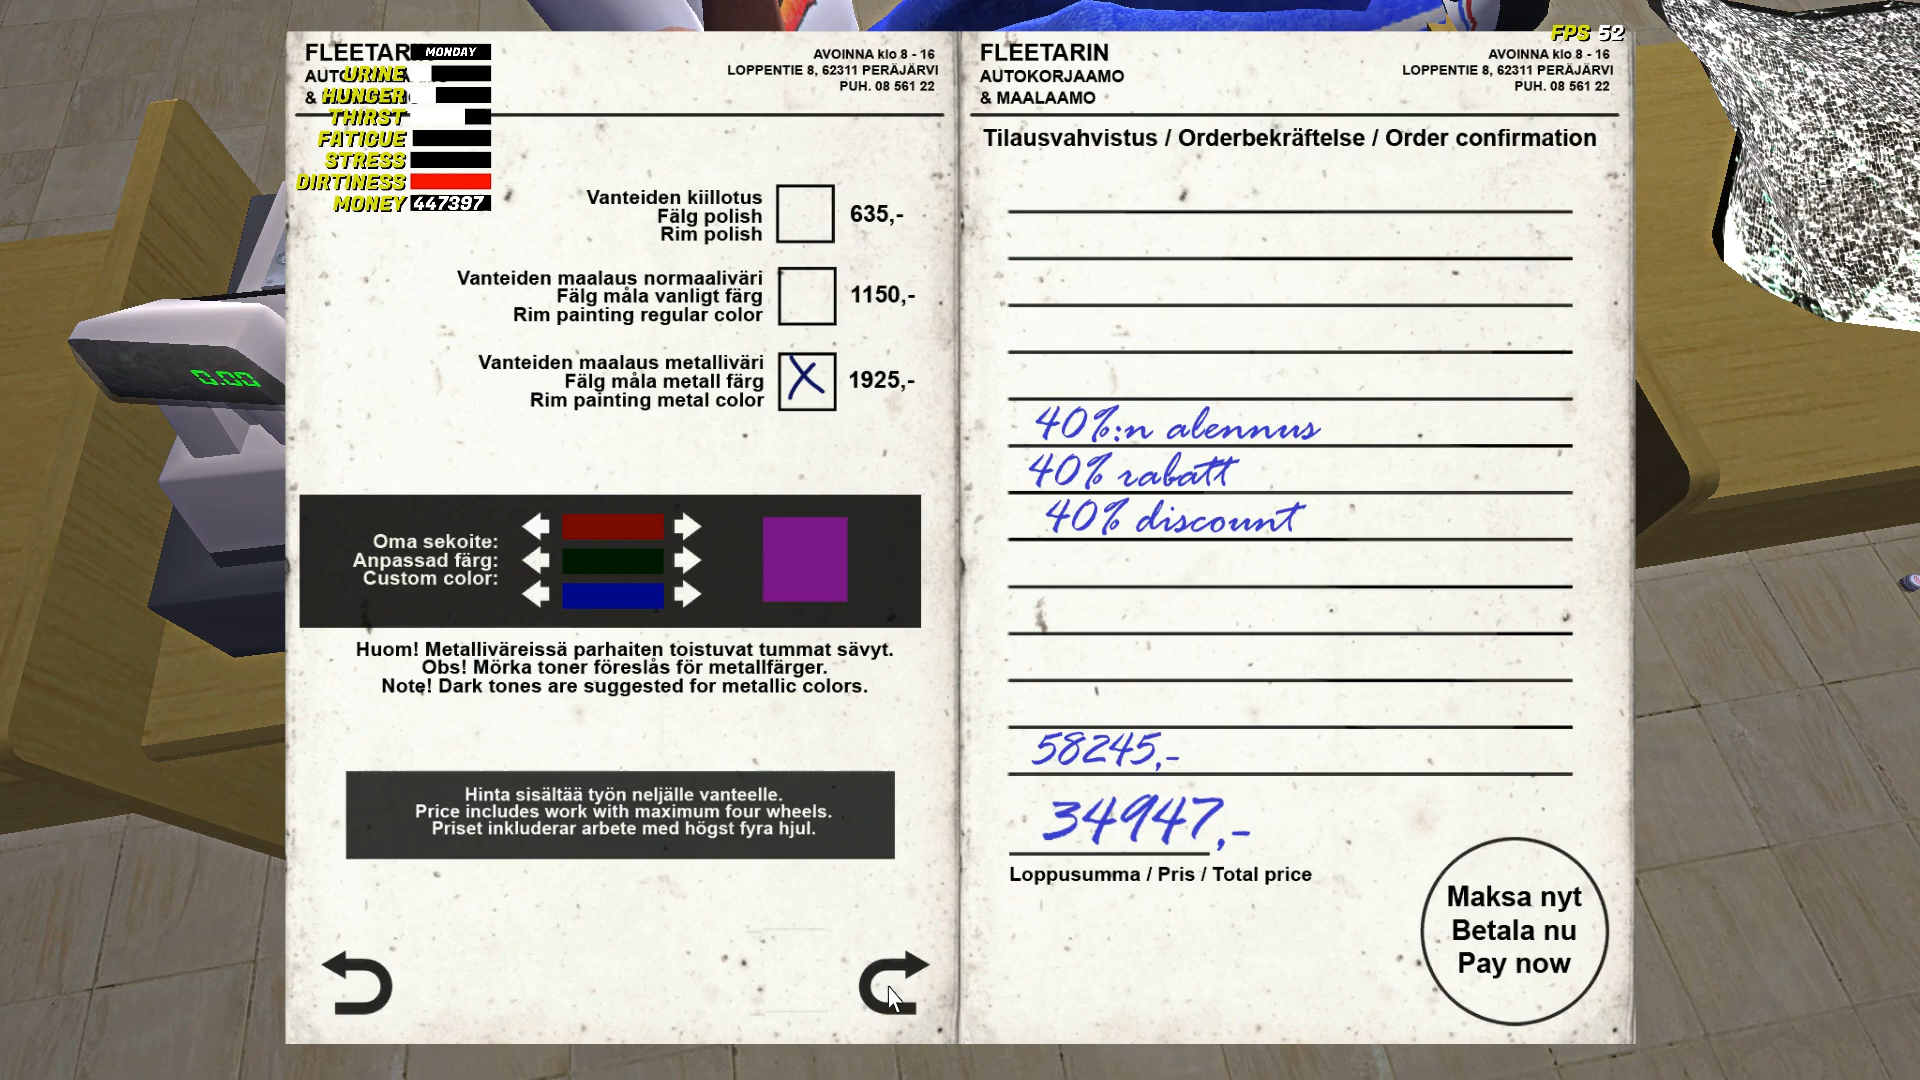 FPS 52
FLEETAR
MONDAY
AUTO
& 
URINE
HUNGER
THIRST
FATIGUE
STRESS
DIRTINESS
MONEY 447397
AVOINNA klo 8 - 16
LOPPENTIE 8, 62311 PERÄJÄRVI
PUH. 08 561 22
Vanteiden kiillotus
Fälg polish
Rim polish
635,-
Vanteiden maalaus normaaliväri
Fälg måla vanligt färg
Rim painting regular color
1150,-
Vanteiden maalaus metalliväri
Fälg måla metall färg
Rim painting metal color
X
1925,-
0.00
Oma sekoite:
Anpassad färg:
Custom color:
Huom! Metalliväreissä parhaiten toistuvat tummat sävyt.
Obs! Mörka toner föreslås för metallfärger.
Note! Dark tones are suggested for metallic colors.
Hinta sisältää työn neljälle vanteelle.
Price includes work with maximum four wheels.
Priset inkluderar arbete med högst fyra hjul.
FLEETARIN
AUTOKORJAAMO
& MAALAAMO
AVOINNA klo 8 - 16
LOPPENTIE 8, 62311 PERÄJÄRVI
PUH. 08 561 22
Tilausvahvistus / Orderbekräftelse / Order confirmation
40%:n alennus
40% rabatt
40% discount
58245,-
34947,-
Loppusumma / Pris / Total price
Maksa nyt
Betala nu
Pay now